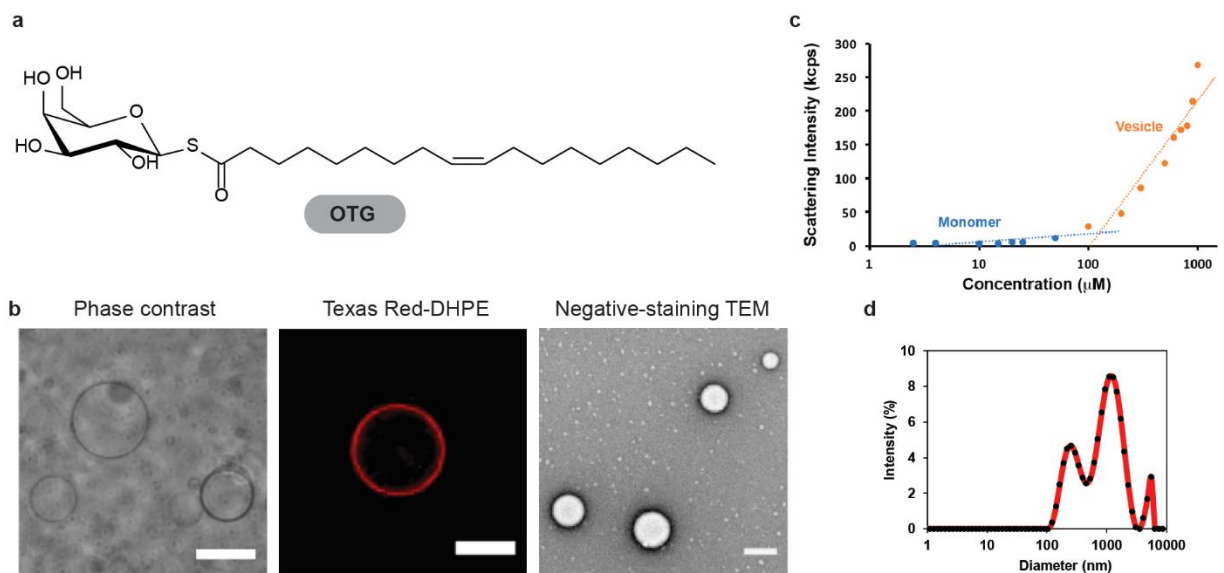 a
HO OH
HO
O
OH
S
O
OTG
b
Phase contrast Texas Red-DHPE Negative-staining TEM
c
Scattering Intensity (kcps)
300
250
200
150
100
50
0
Vesicle
Monomer
1 10 100 1000
Concentration (μM)
d
Intensity (%)
10
8
6
4
2
0
1 10 100 1000 10000
Diameter (nm)